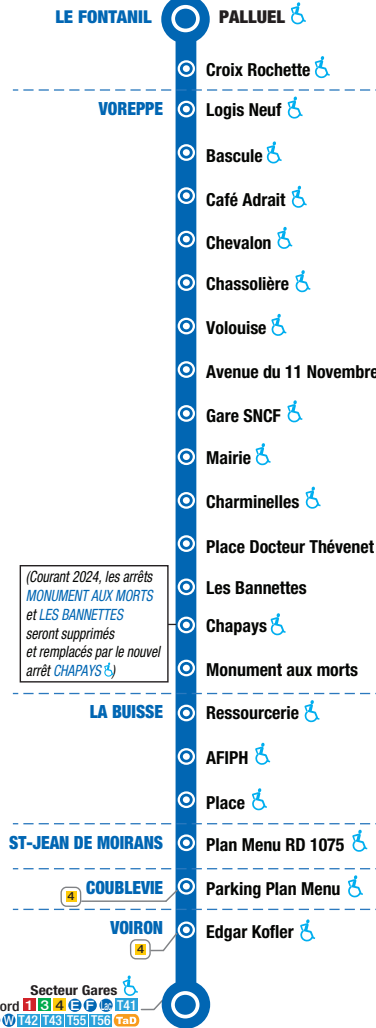 LE FONTANIL PALLUEL
Croix Rochette
VOREPPE Logis Neuf
Bascule
Café Adrait
Chevalon
Chassolière
Volouise
Avenue du 11 Novembre
Gare SNCF
Mairie
Charminelles
Place Docteur Thévenet
Les Bannettes
(Courant 2024, les arrêts
MONUMENT AUX MORTS
et LES BANNETTES
seront supprimés
et remplacés par le nouvel
arrêt CHAPAYS)
Chapays
Monument aux morts
LA BUISSE Ressourcerie
AFIPH
Place
ST-JEAN DE MOIRANS Plan Menu RD 1075
4 COUBLEVIE Parking Plan Menu
VOIRON Edgar Kofler
4
Secteur Gares
ord 1 3 4 E F T41
W T42 T43 T55 T56 TaD